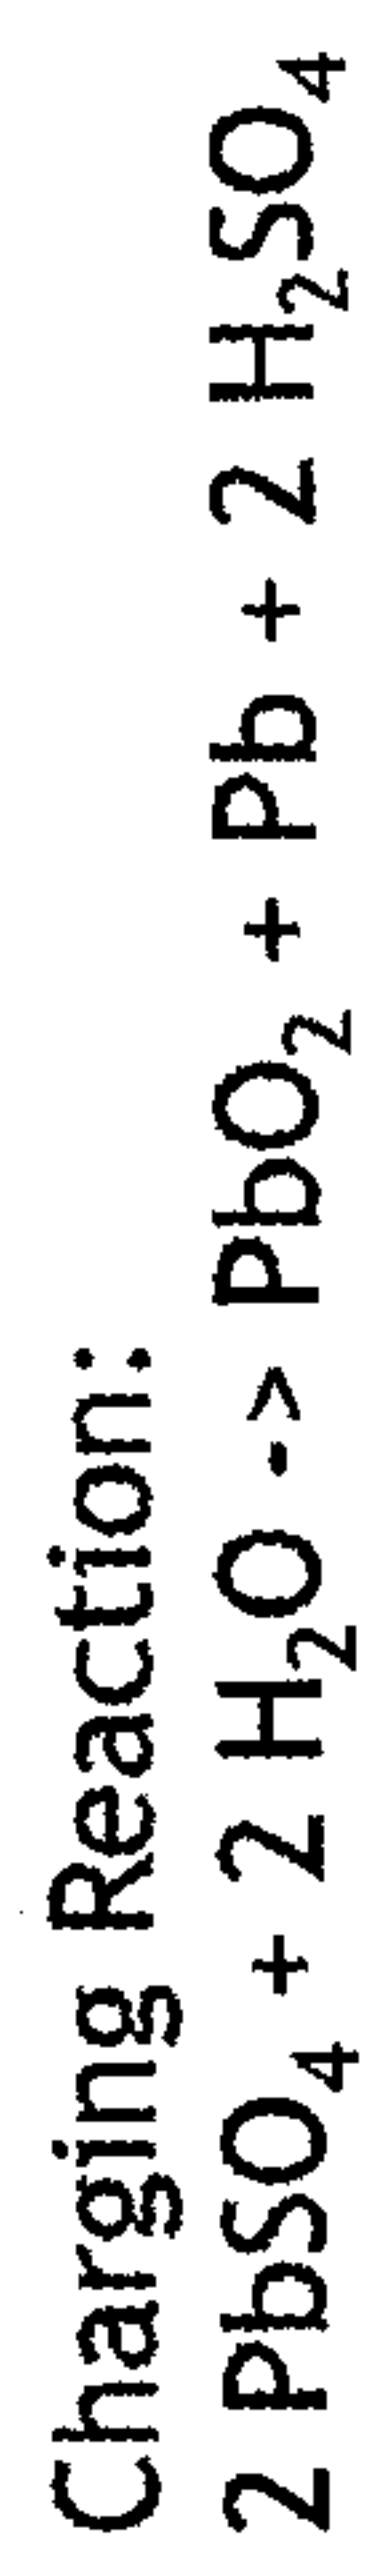 Charging Reaction:
2 PbSO₄ + 2 H₂O -> PbO₂ + Pb + 2 H₂SO₄